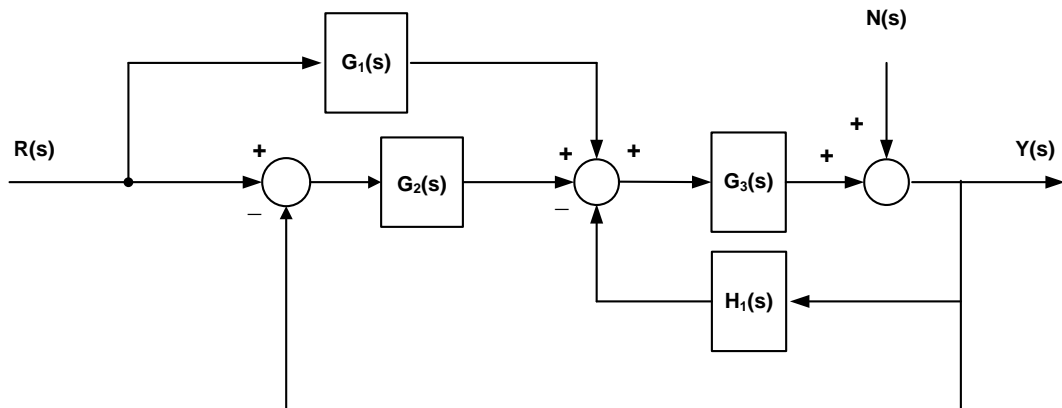 N(s)
G₁(s)
R(s)
+
+
+
+
+
Y(s)
G₂(s)
G₃(s)
−
−
H₁(s)